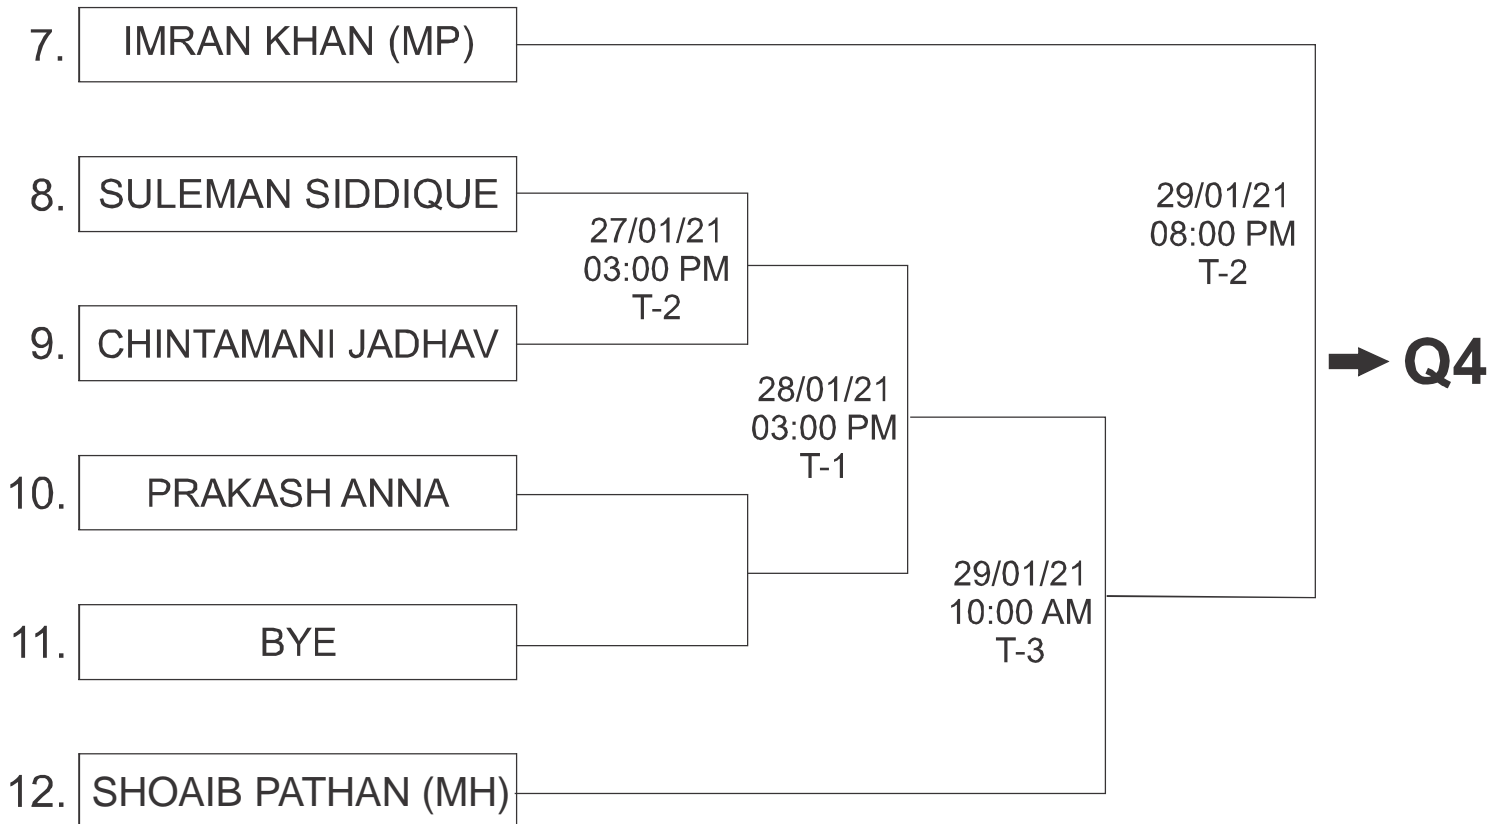 7. IMRAN KHAN (MP)
8. SULEMAN SIDDIQUE
29/01/21
08:00 PM
T-2
27/01/21
03:00 PM
T-2
9. CHINTAMANI JADHAV
Q4
28/01/21
03:00 PM
T-1
10. PRAKASH ANNA
29/01/21
10:00 AM
T-3
11. BYE
12. SHOAIB PATHAN (MH)